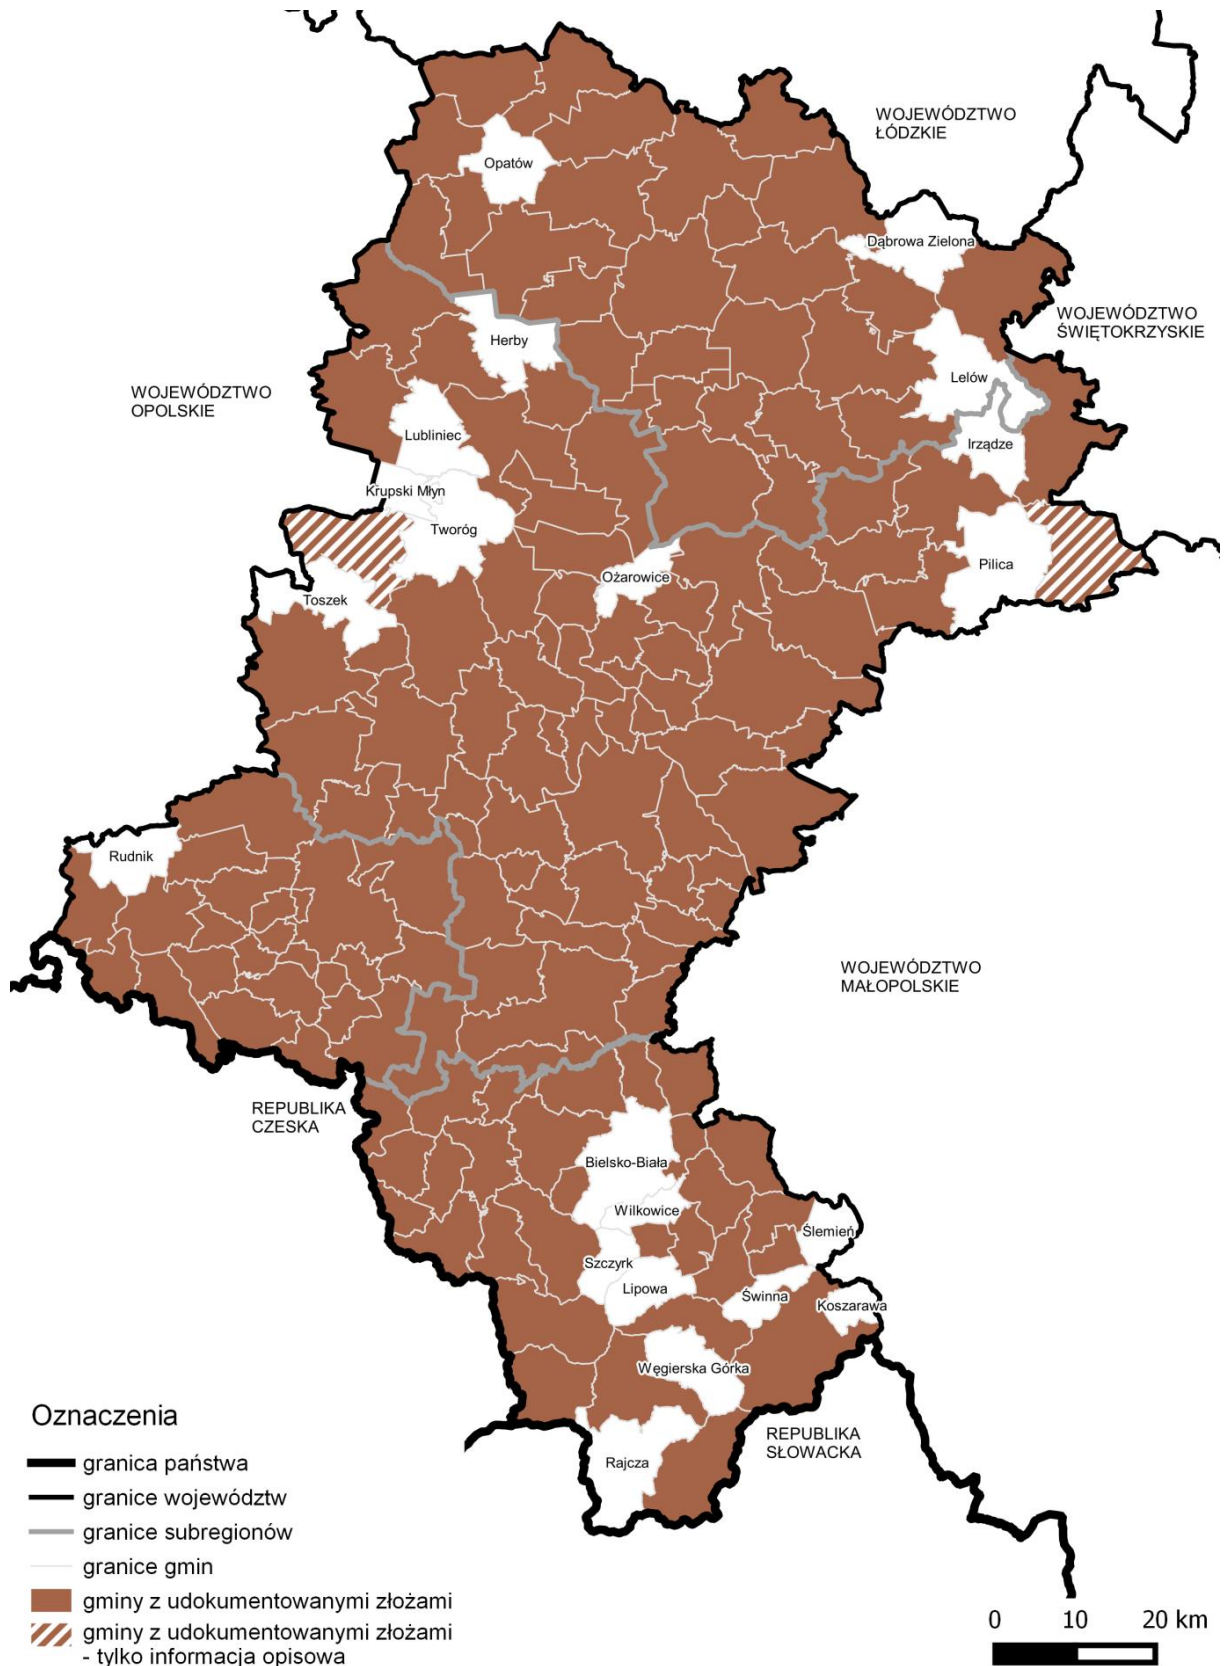 WOJEWÓDZTWO
ŁÓDZKIE
Opatów
Dąbrowa Zielona
WOJEWÓDZTWO
ŚWIĘTOKRZYSKIE
Herby
WOJEWÓDZTWO
OPOLSKIE
Lelów
Lubliniec
Irządze
Krupski Młyn
Tworóg
Pilica
Ożarowice
Toszek
Rudnik
WOJEWÓDZTWO
MAŁOPOLSKIE
REPUBLIKA
CZESKA
Bielsko-Biała
Wilkowice
Ślemień
Szczyrk
Lipowa
Świnna
Koszarawa
Węgierska Górka
REPUBLIKA
SŁOWACKA
Rajcza
Oznaczenia
granica państwa
granice województw
granice subregionów
granice gmin
gminy z udokumentowanymi złożami
gminy z udokumentowanymi złożami
- tylko informacja opisowa
0 10 20 km